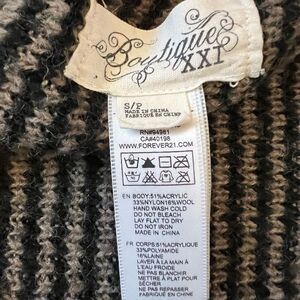 Boutique
XXI
S/P
MADE IN CHINA
FABRIQUÉ EN CHINE
RN#94981
CA#40198
WWW.FOREVER21.COM
EN BODY:51%ACRYLIC
33%NYLON16%WOOL
HAND WASH COLD
DO NOT BLEACH
LAY FLAT TO DRY
DO NOT IRON
MADE IN CHINA
FR CORPS:51%ACRYLIQUE
33%POLYAMIDE
16%LAINE
LAVER À LA MAIN À
L'EAU FROIDE
NE PAS BLANCHIR
METTRE À PLAT POUR
SÉCHER
NE PAS REPASSER
FABRIQUÉ EN CHINE